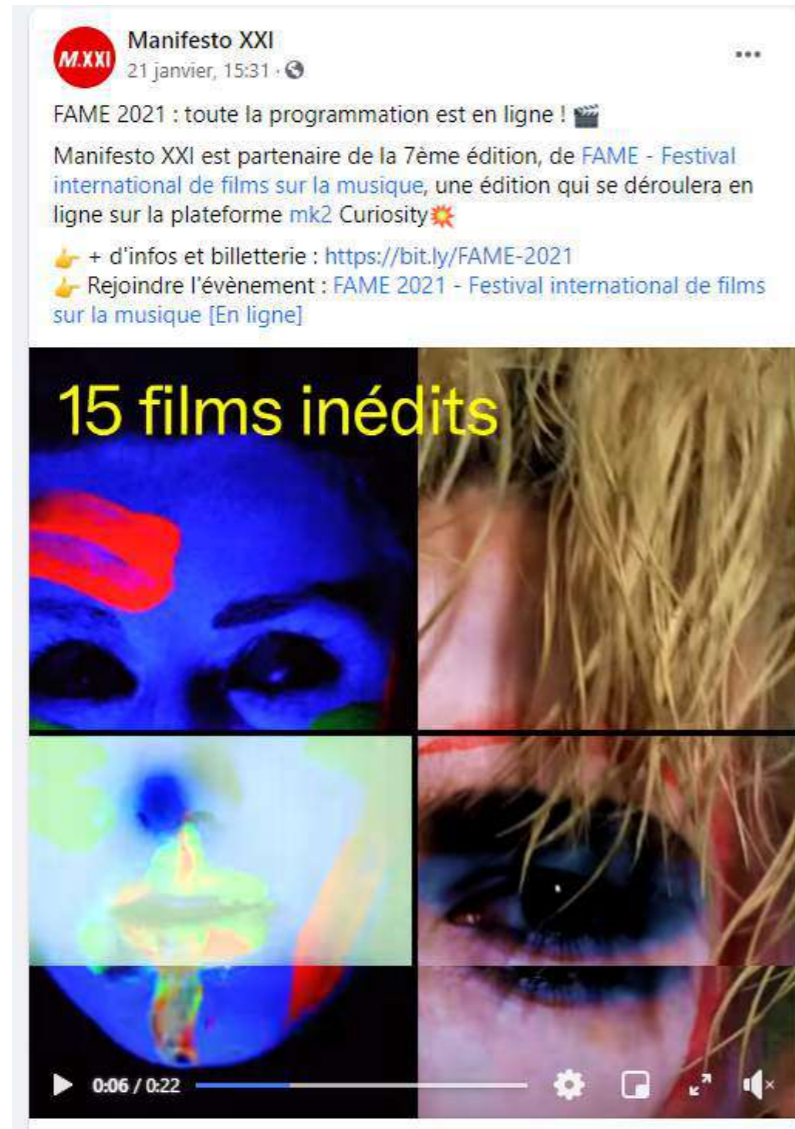 M.XXI
Manifesto XXI
21 janvier, 15:31 ·
FAME 2021 : toute la programmation est en ligne ! 🎬
Manifesto XXI est partenaire de la 7ème édition, de FAME - Festival
international de films sur la musique, une édition qui se déroulera en
ligne sur la plateforme mk2 Curiosity💥
👉 + d'infos et billetterie : https://bit.ly/FAME-2021
👉 Rejoindre l'évènement : FAME 2021 - Festival international de films
sur la musique [En ligne]
15 films inédits
0:06 / 0:22